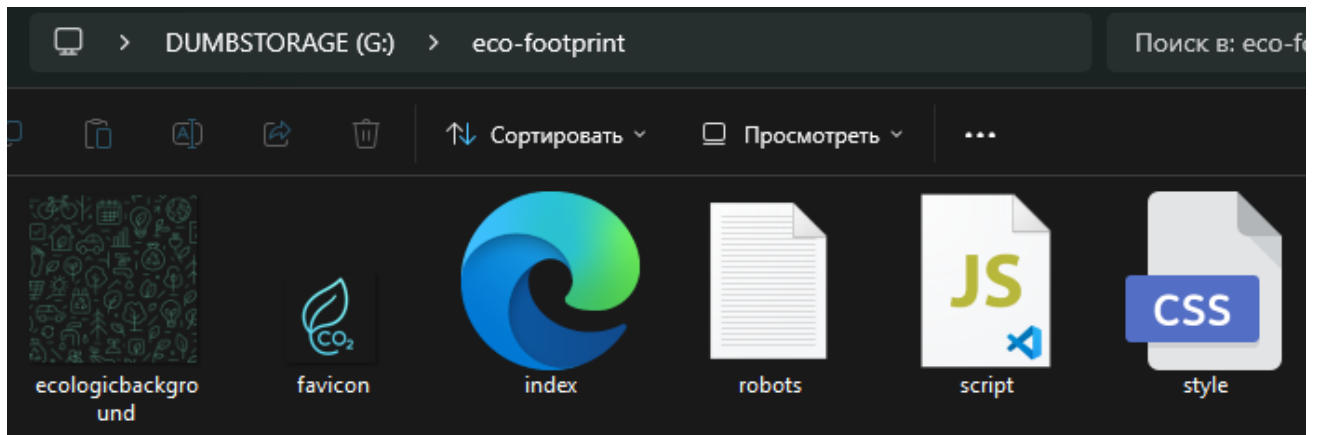 DUMBSTORAGE (G:) > eco-footprint
Поиск в: eco-fo
Сортировать
Просмотреть
CO₂
JS
CSS
ecologicbackgro
und
favicon
index
robots
script
style